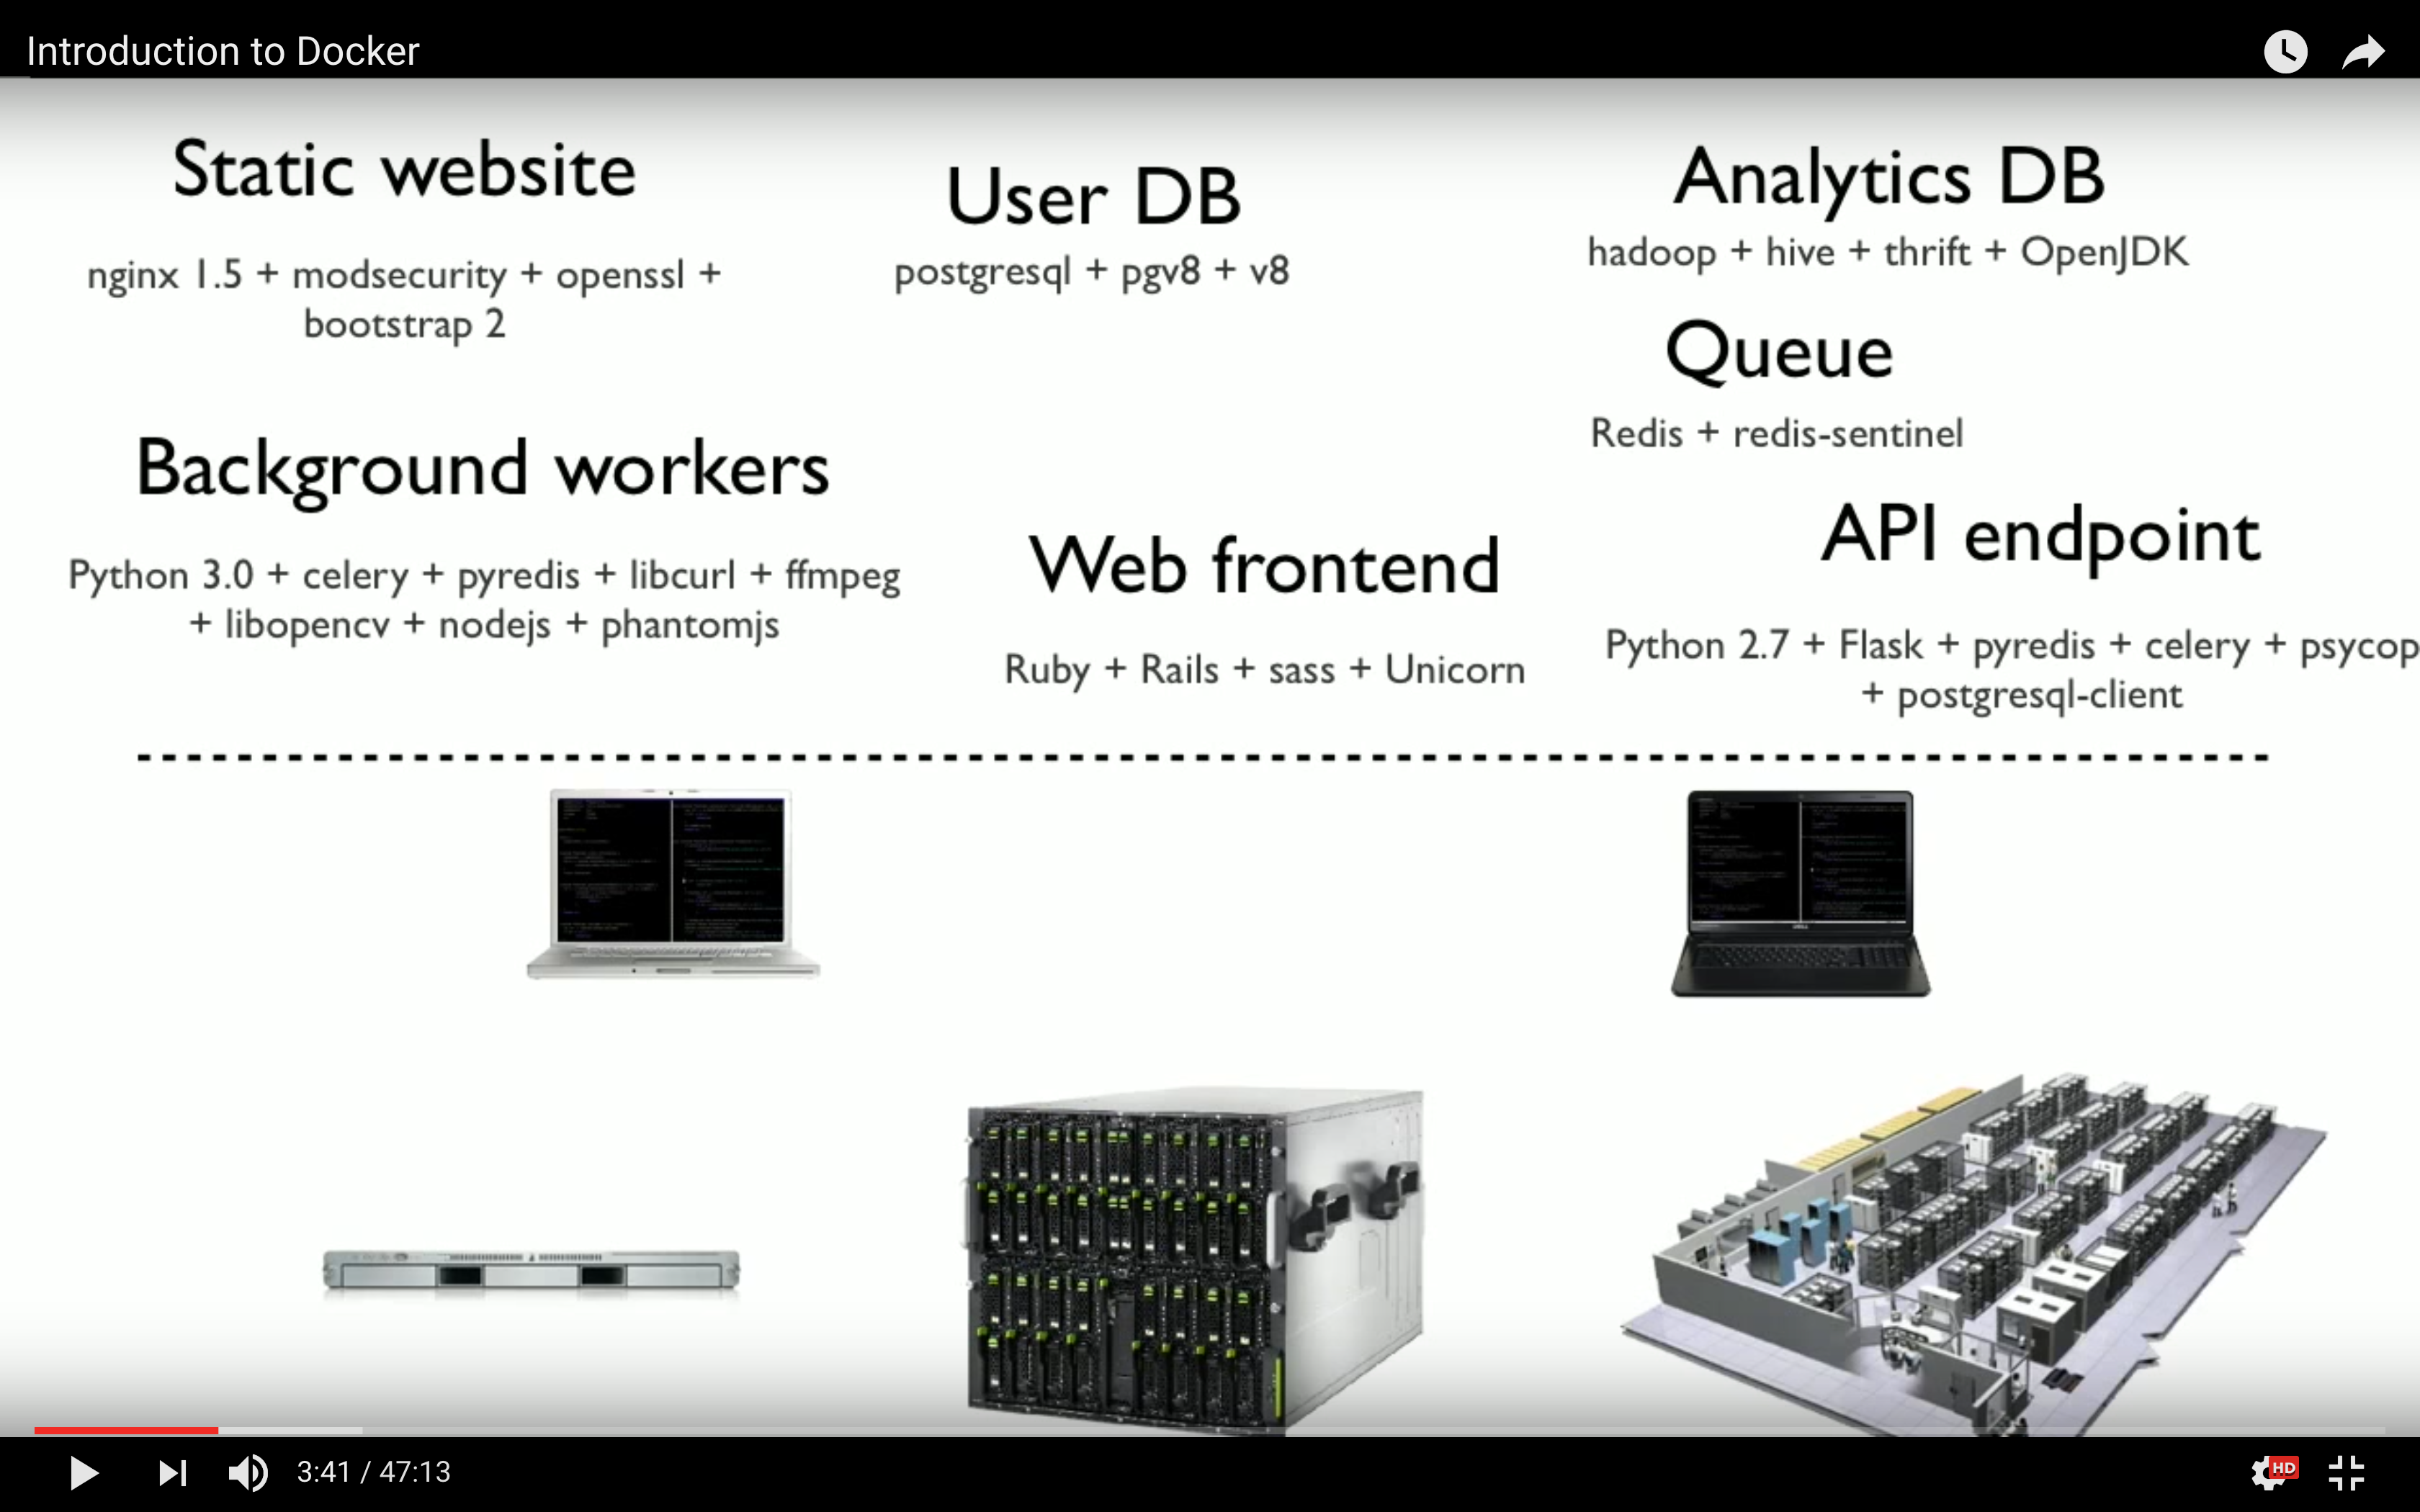 Introduction to Docker
Static website
nginx 1.5 + modsecurity + openssl +
bootstrap 2
User DB
postgresql + pgv8 + v8
Analytics DB
hadoop + hive + thrift + OpenJDK
Queue
Redis + redis-sentinel
Background workers
Python 3.0 + celery + pyredis + libcurl + ffmpeg
+ libopencv + nodejs + phantomjs
Web frontend
Ruby + Rails + sass + Unicorn
API endpoint
Python 2.7 + Flask + pyredis + celery + psycop
+ postgresql-client
DELL
3:41 / 47:13
HD